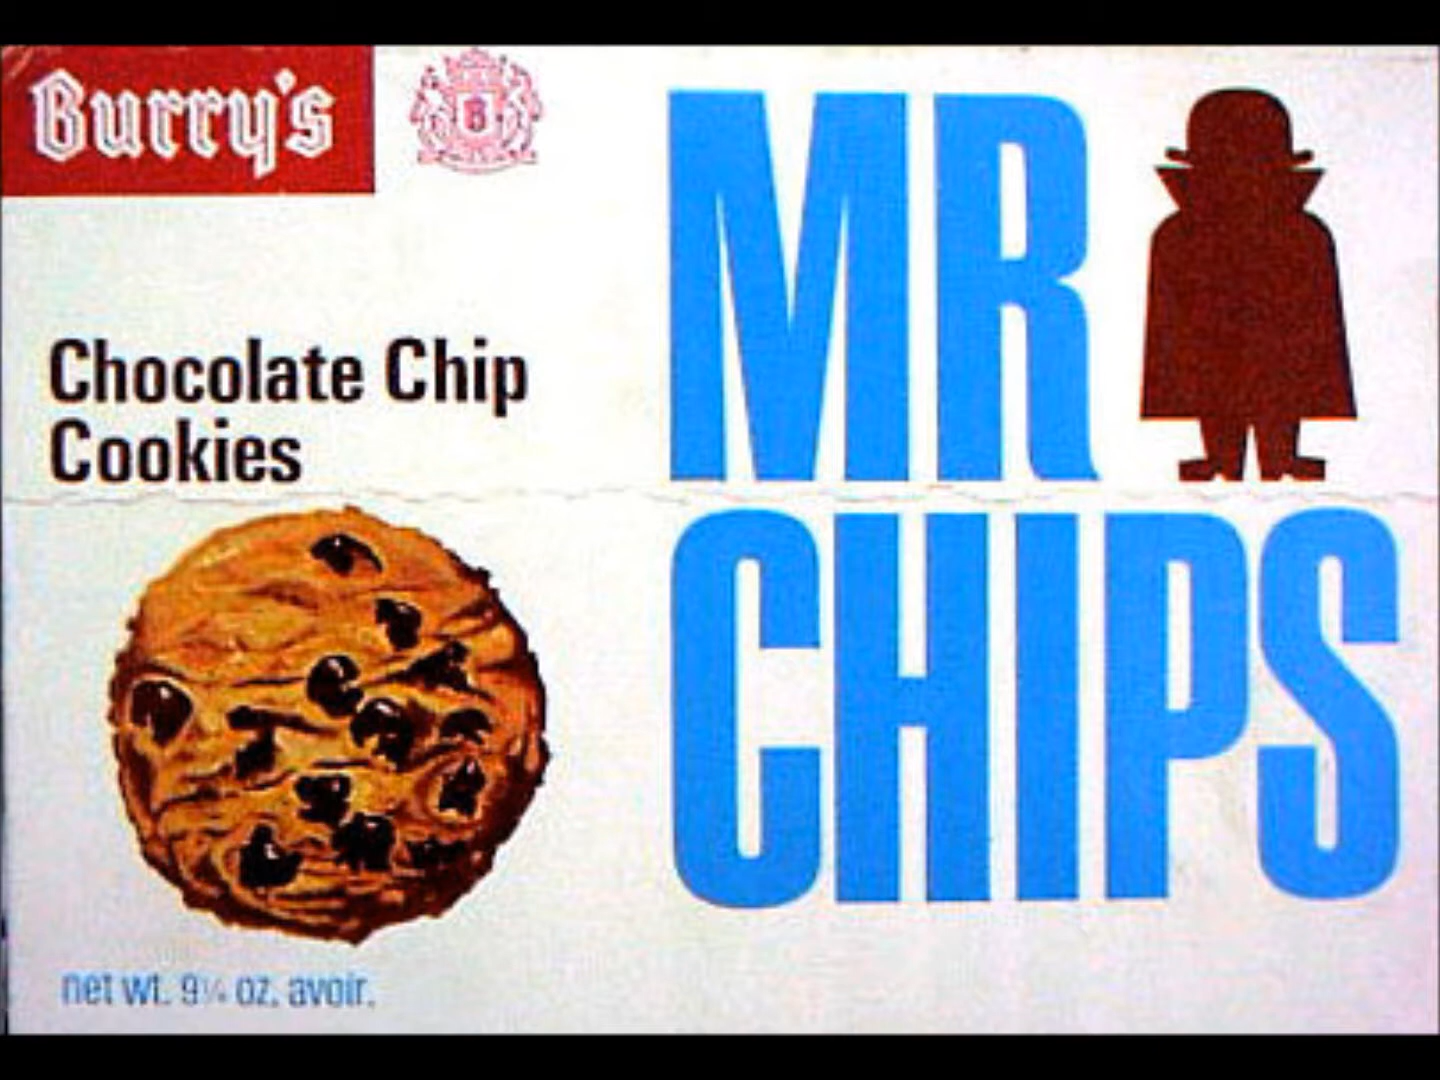 Burry's
B
MR
Chocolate Chip
Cookies
CHIPS
net wt. 9¼ oz. avoir.